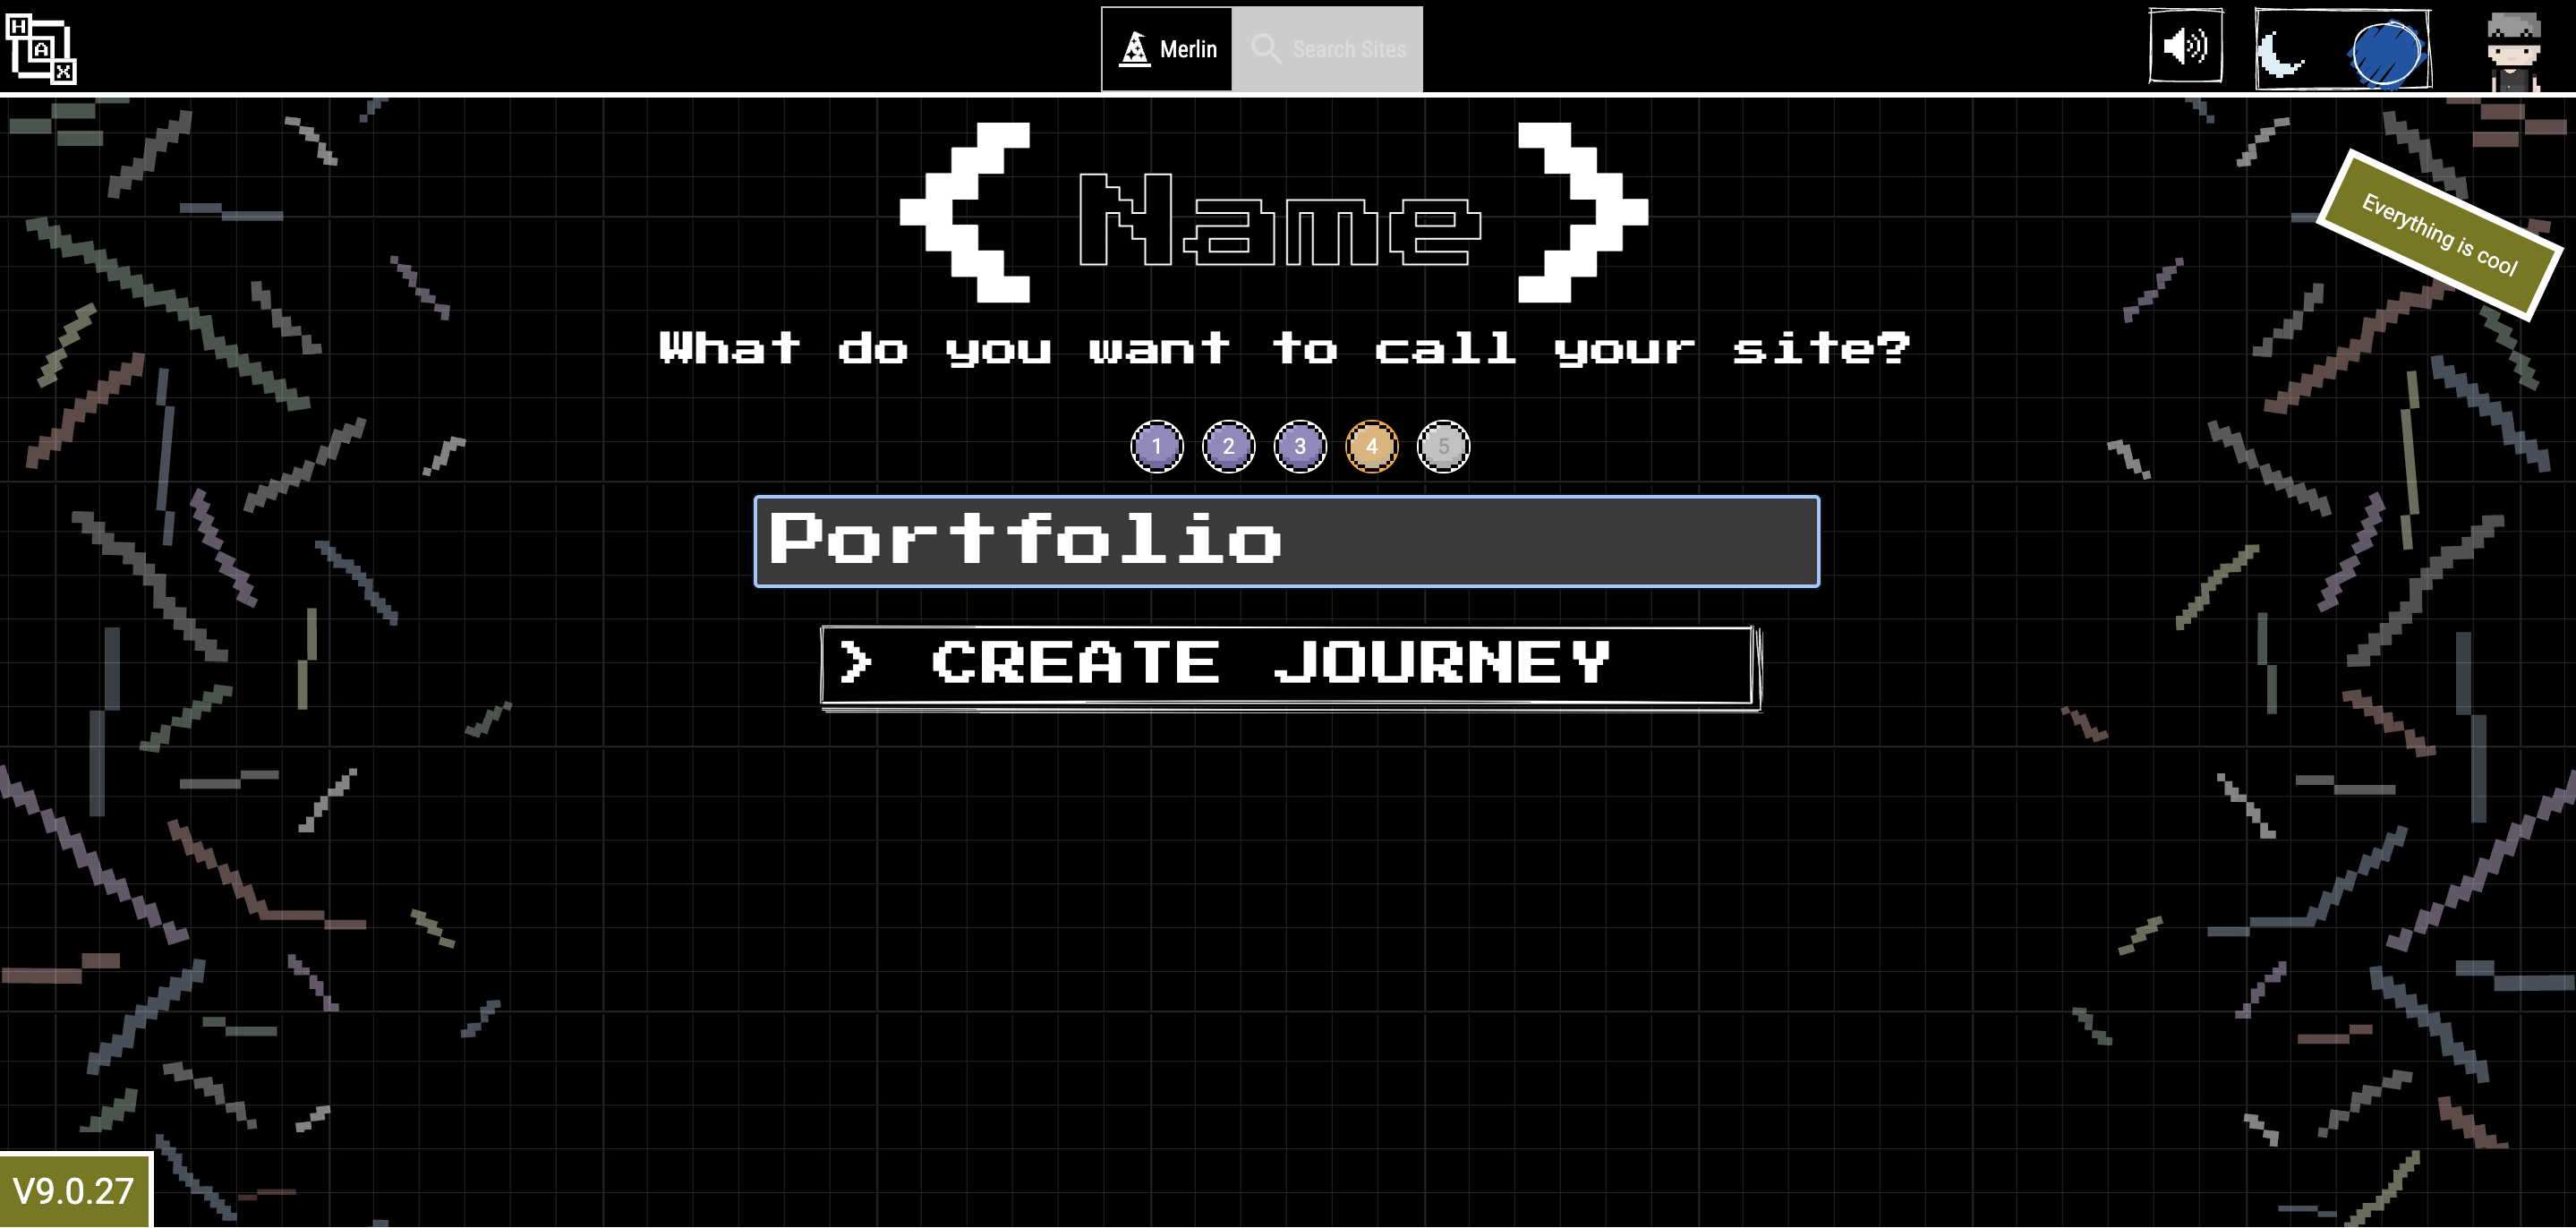 H
A
X
Merlin
Search Sites
Everything is cool
Name
What do you want to call your site?
1 2 3 4 5
Portfolio
> CREATE JOURNEY
V9.0.27